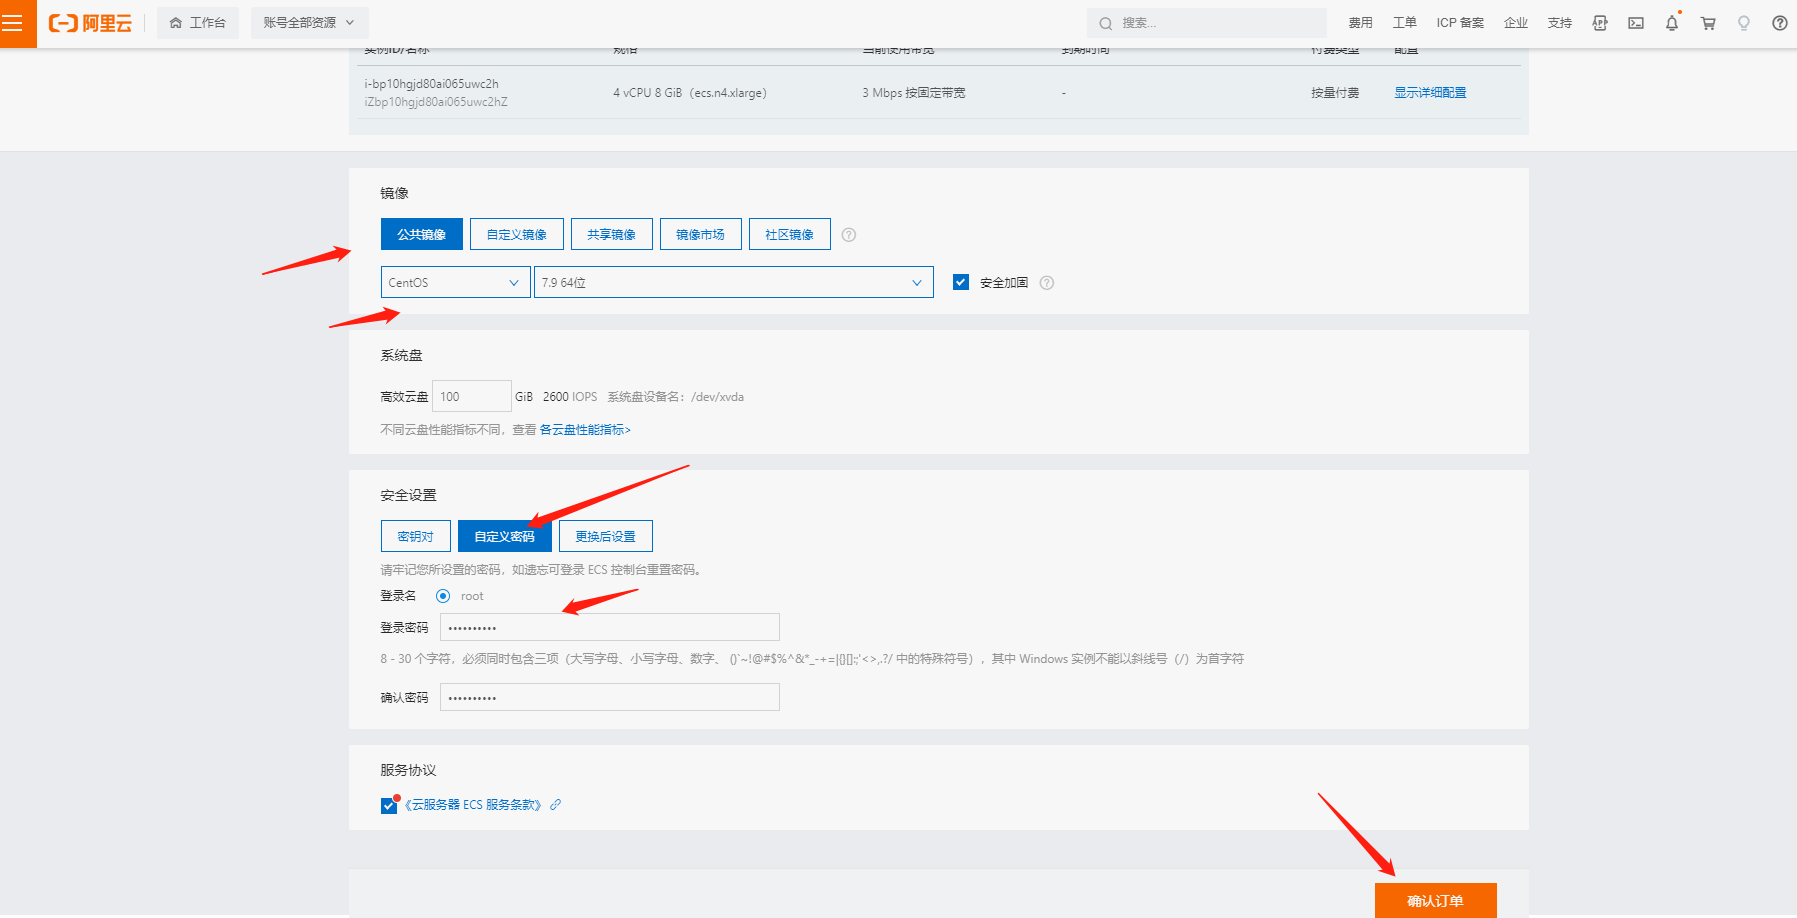 阿里云 工作台 账号全部资源 搜索... 费用 工单 ICP 备案 企业 支持
实例ID/名称 规格 当前使用带宽 到期时间 付费类型 配置
i-bp10hgjd80ai065uwc2h
iZbp10hgjd80ai065uwc2hZ
4 vCPU 8 GiB（ecs.n4.xlarge） 3 Mbps 按固定带宽 - 按量付费 显示详细配置
镜像
公共镜像 自定义镜像 共享镜像 镜像市场 社区镜像
CentOS 7.9 64位 安全加固
系统盘
高效云盘 100 GiB 2600 IOPS 系统盘设备名：/dev/xvda
不同云盘性能指标不同，查看 各云盘性能指标>
安全设置
密钥对 自定义密码 更换后设置
请牢记您所设置的密码，如遗忘可登录 ECS 控制台重置密码。
登录名 root
登录密码 ••••••••••
8 - 30 个字符，必须同时包含三项（大写字母、小写字母、数字、 ()`~!@#$%^&*_-+=|{}[]:;'<>,.?/ 中的特殊符号），其中 Windows 实例不能以斜线号（/）为首字符
确认密码 ••••••••••
服务协议
《云服务器 ECS 服务条款》
确认订单